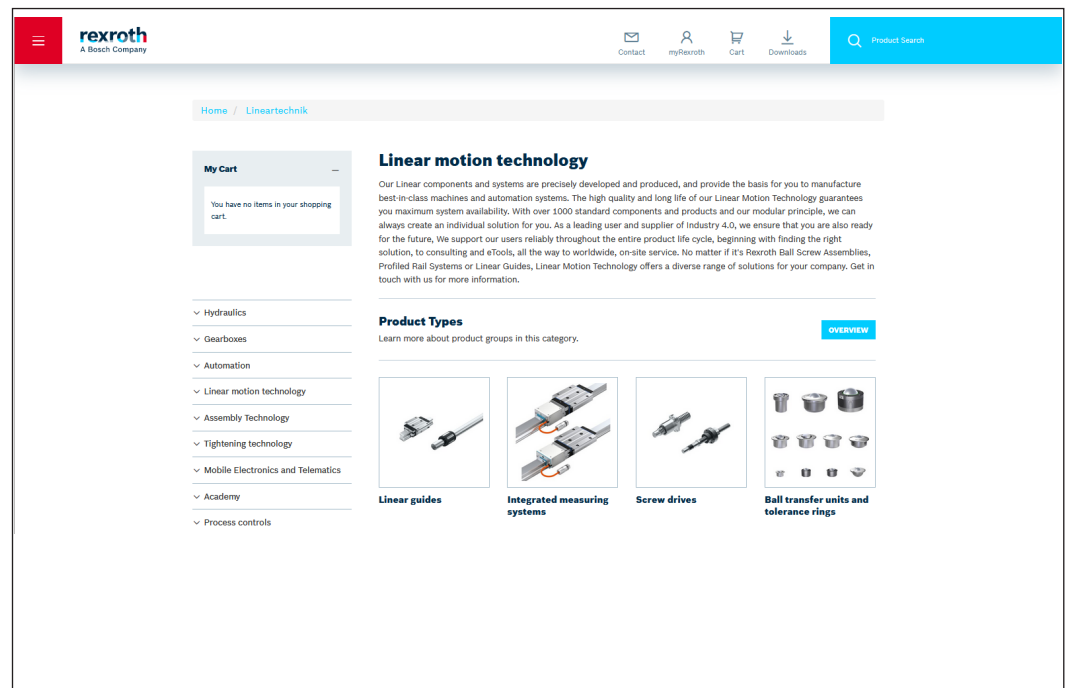 rexroth
A Bosch Company
Contact
myRexroth
Cart
Downloads
Product Search
Home / Lineartechnik
My Cart
You have no items in your shopping
cart.
Hydraulics
Gearboxes
Automation
Linear motion technology
Assembly Technology
Tightening technology
Mobile Electronics and Telematics
Academy
Process controls
Linear motion technology
Our Linear components and systems are precisely developed and produced, and provide the basis for you to manufacture
best-in-class machines and automation systems. The high quality and long life of our Linear Motion Technology guarantees
you maximum system availability. With over 1000 standard components and products and our modular principle, we can
always create an individual solution for you. As a leading user and supplier of Industry 4.0, we ensure that you are also ready
for the future, We support our users reliably throughout the entire product life cycle, beginning with finding the right
solution, to consulting and eTools, all the way to worldwide, on-site service. No matter if it's Rexroth Ball Screw Assemblies,
Profiled Rail Systems or Linear Guides, Linear Motion Technology offers a diverse range of solutions for your company. Get in
touch with us for more information.
Product Types
Learn more about product groups in this category.
OVERVIEW
Linear guides
Integrated measuring
systems
Screw drives
Ball transfer units and
tolerance rings